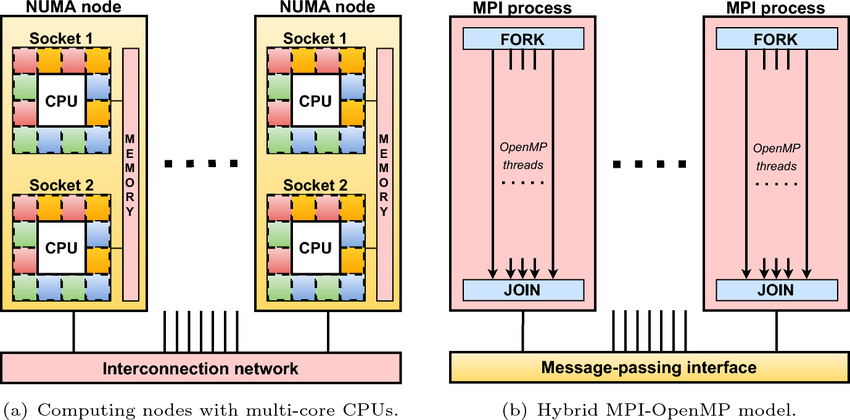 NUMA node
Socket 1
CPU
Socket 2
CPU
MEMORY
NUMA node
Socket 1
CPU
Socket 2
CPU
MEMORY
Interconnection network
(a) Computing nodes with multi-core CPUs.
MPI process
FORK
OpenMP
threads
JOIN
MPI process
FORK
OpenMP
threads
JOIN
Message-passing interface
(b) Hybrid MPI-OpenMP model.